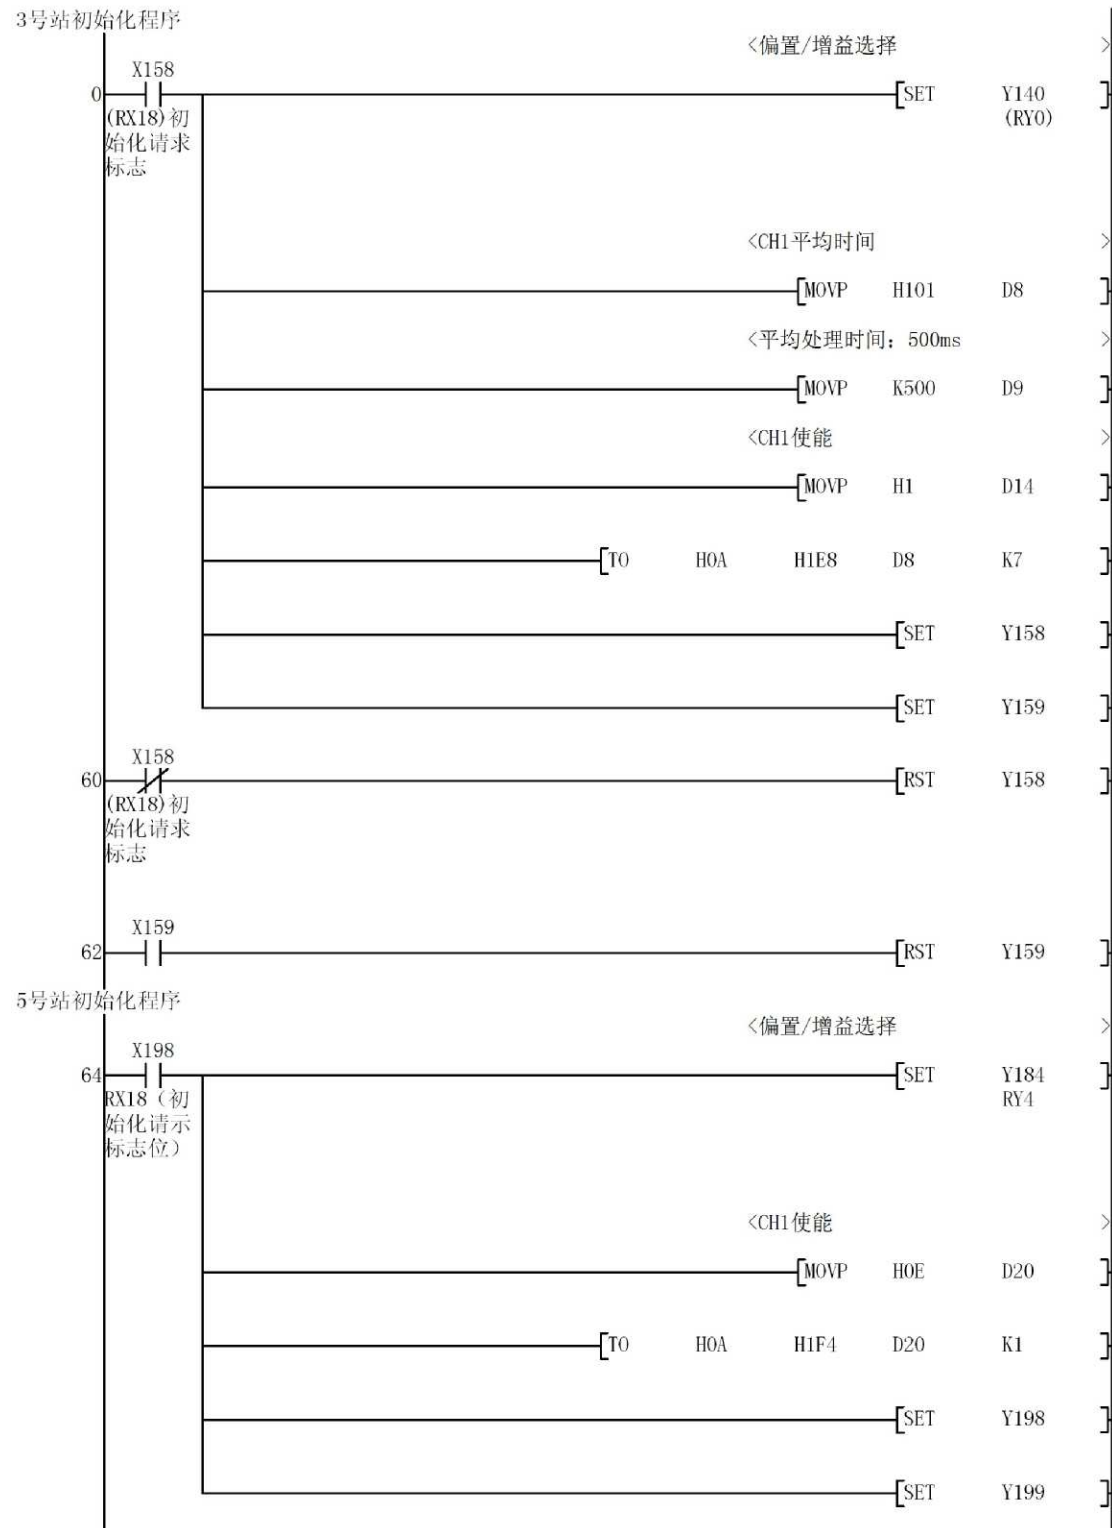 3号站初始化程序
<偏置/增益选择 >
X158
0 SET Y140
(RX18)初 (RY0)
始化请求
标志
<CH1平均时间 >
MOVP H101 D8
<平均处理时间：500ms >
MOVP K500 D9
<CH1使能 >
MOVP H1 D14
TO H0A H1E8 D8 K7
SET Y158
SET Y159
X158
60 RST Y158
(RX18)初
始化请求
标志
X159
62 RST Y159
5号站初始化程序
<偏置/增益选择 >
X198
64 SET Y184
RX18（初 RY4
始化请示
标志位）
<CH1使能 >
MOVP H0E D20
TO H0A H1F4 D20 K1
SET Y198
SET Y199